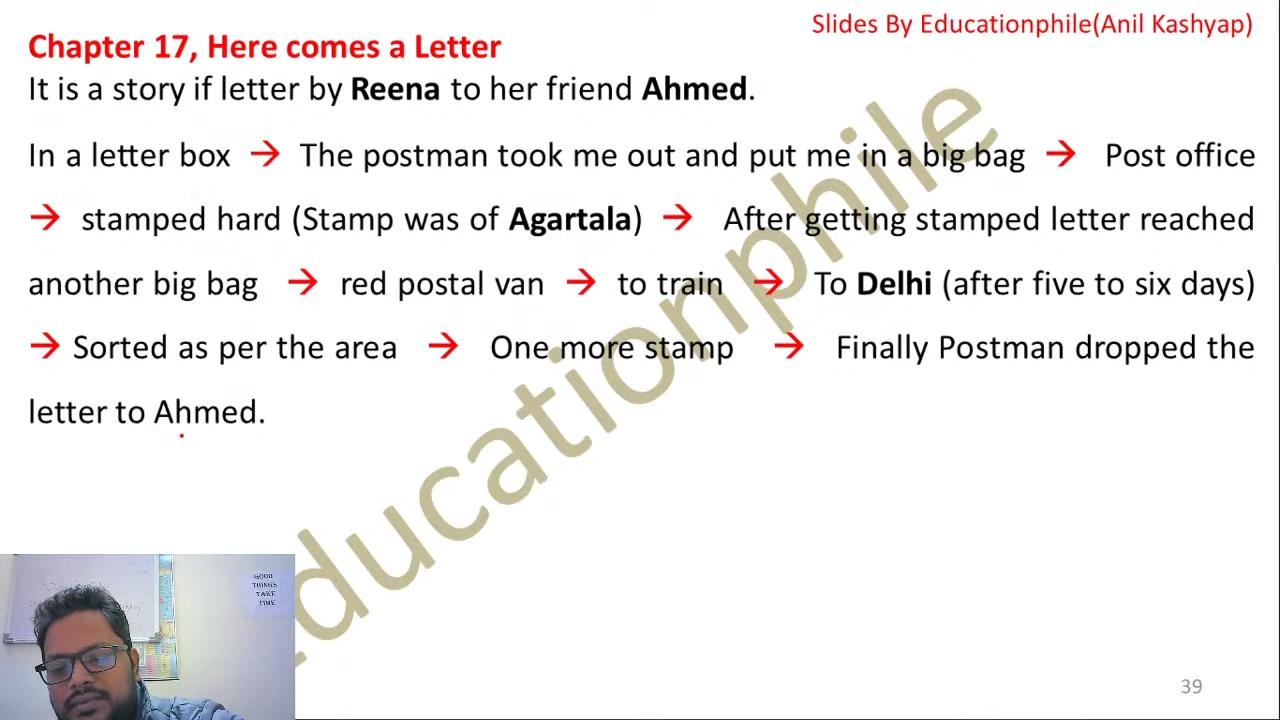 Slides By Educationphile(Anil Kashyap)
Chapter 17, Here comes a Letter
It is a story if letter by Reena to her friend Ahmed.
In a letter box → The postman took me out and put me in a big bag → Post office
→ stamped hard (Stamp was of Agartala) → After getting stamped letter reached
another big bag → red postal van → to train → To Delhi (after five to six days)
→ Sorted as per the area → One more stamp → Finally Postman dropped the
letter to Ahmed.
Educationphile
GOOD
THINGS
TAKE
TIME
39